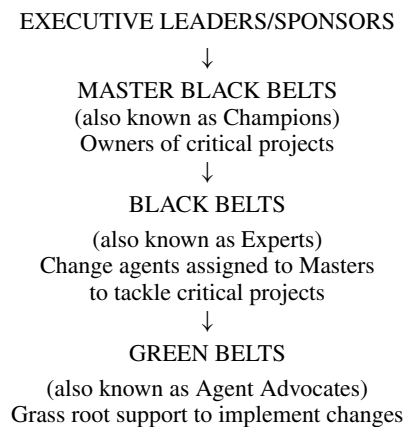 EXECUTIVE LEADERS/SPONSORS
↓
MASTER BLACK BELTS
(also known as Champions)
Owners of critical projects
↓
BLACK BELTS
(also known as Experts)
Change agents assigned to Masters
to tackle critical projects
↓
GREEN BELTS
(also known as Agent Advocates)
Grass root support to implement changes